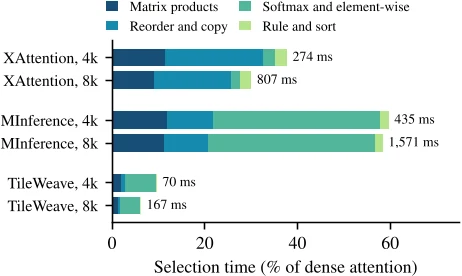 Matrix products
Softmax and element-wise
Reorder and copy
Rule and sort
XAttention, 4k
274 ms
XAttention, 8k
807 ms
MInference, 4k
435 ms
MInference, 8k
1,571 ms
TileWeave, 4k
70 ms
TileWeave, 8k
167 ms
0
20
40
60
Selection time (% of dense attention)